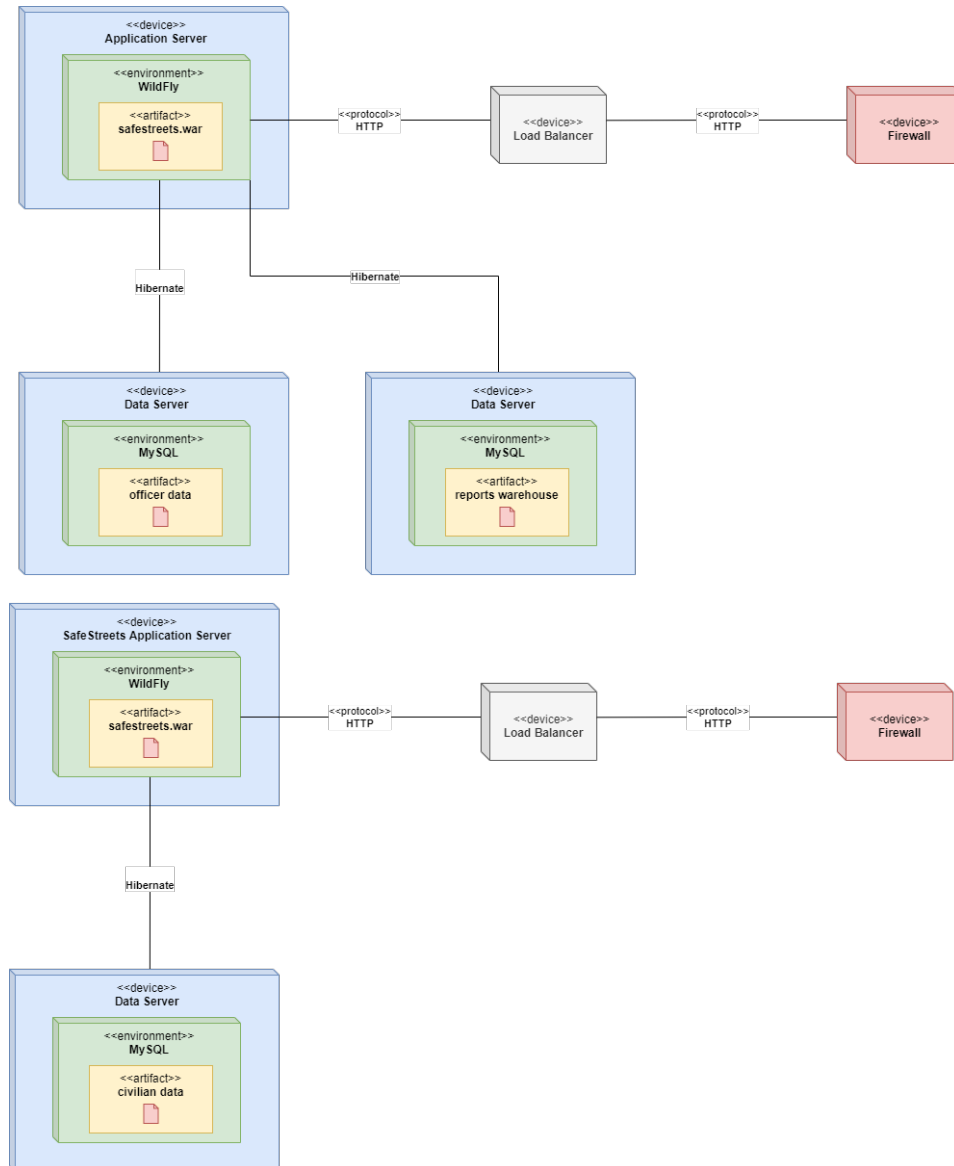 <<device>>
Application Server
<<environment>>
WildFly
<<artifact>>
safestreets.war
<<protocol>>
HTTP
<<device>>
Load Balancer
<<protocol>>
HTTP
<<device>>
Firewall
Hibernate
Hibernate
<<device>>
Data Server
<<environment>>
MySQL
<<artifact>>
officer data
<<device>>
Data Server
<<environment>>
MySQL
<<artifact>>
reports warehouse
<<device>>
SafeStreets Application Server
<<environment>>
WildFly
<<artifact>>
safestreets.war
<<protocol>>
HTTP
<<device>>
Load Balancer
<<protocol>>
HTTP
<<device>>
Firewall
Hibernate
<<device>>
Data Server
<<environment>>
MySQL
<<artifact>>
civilian data